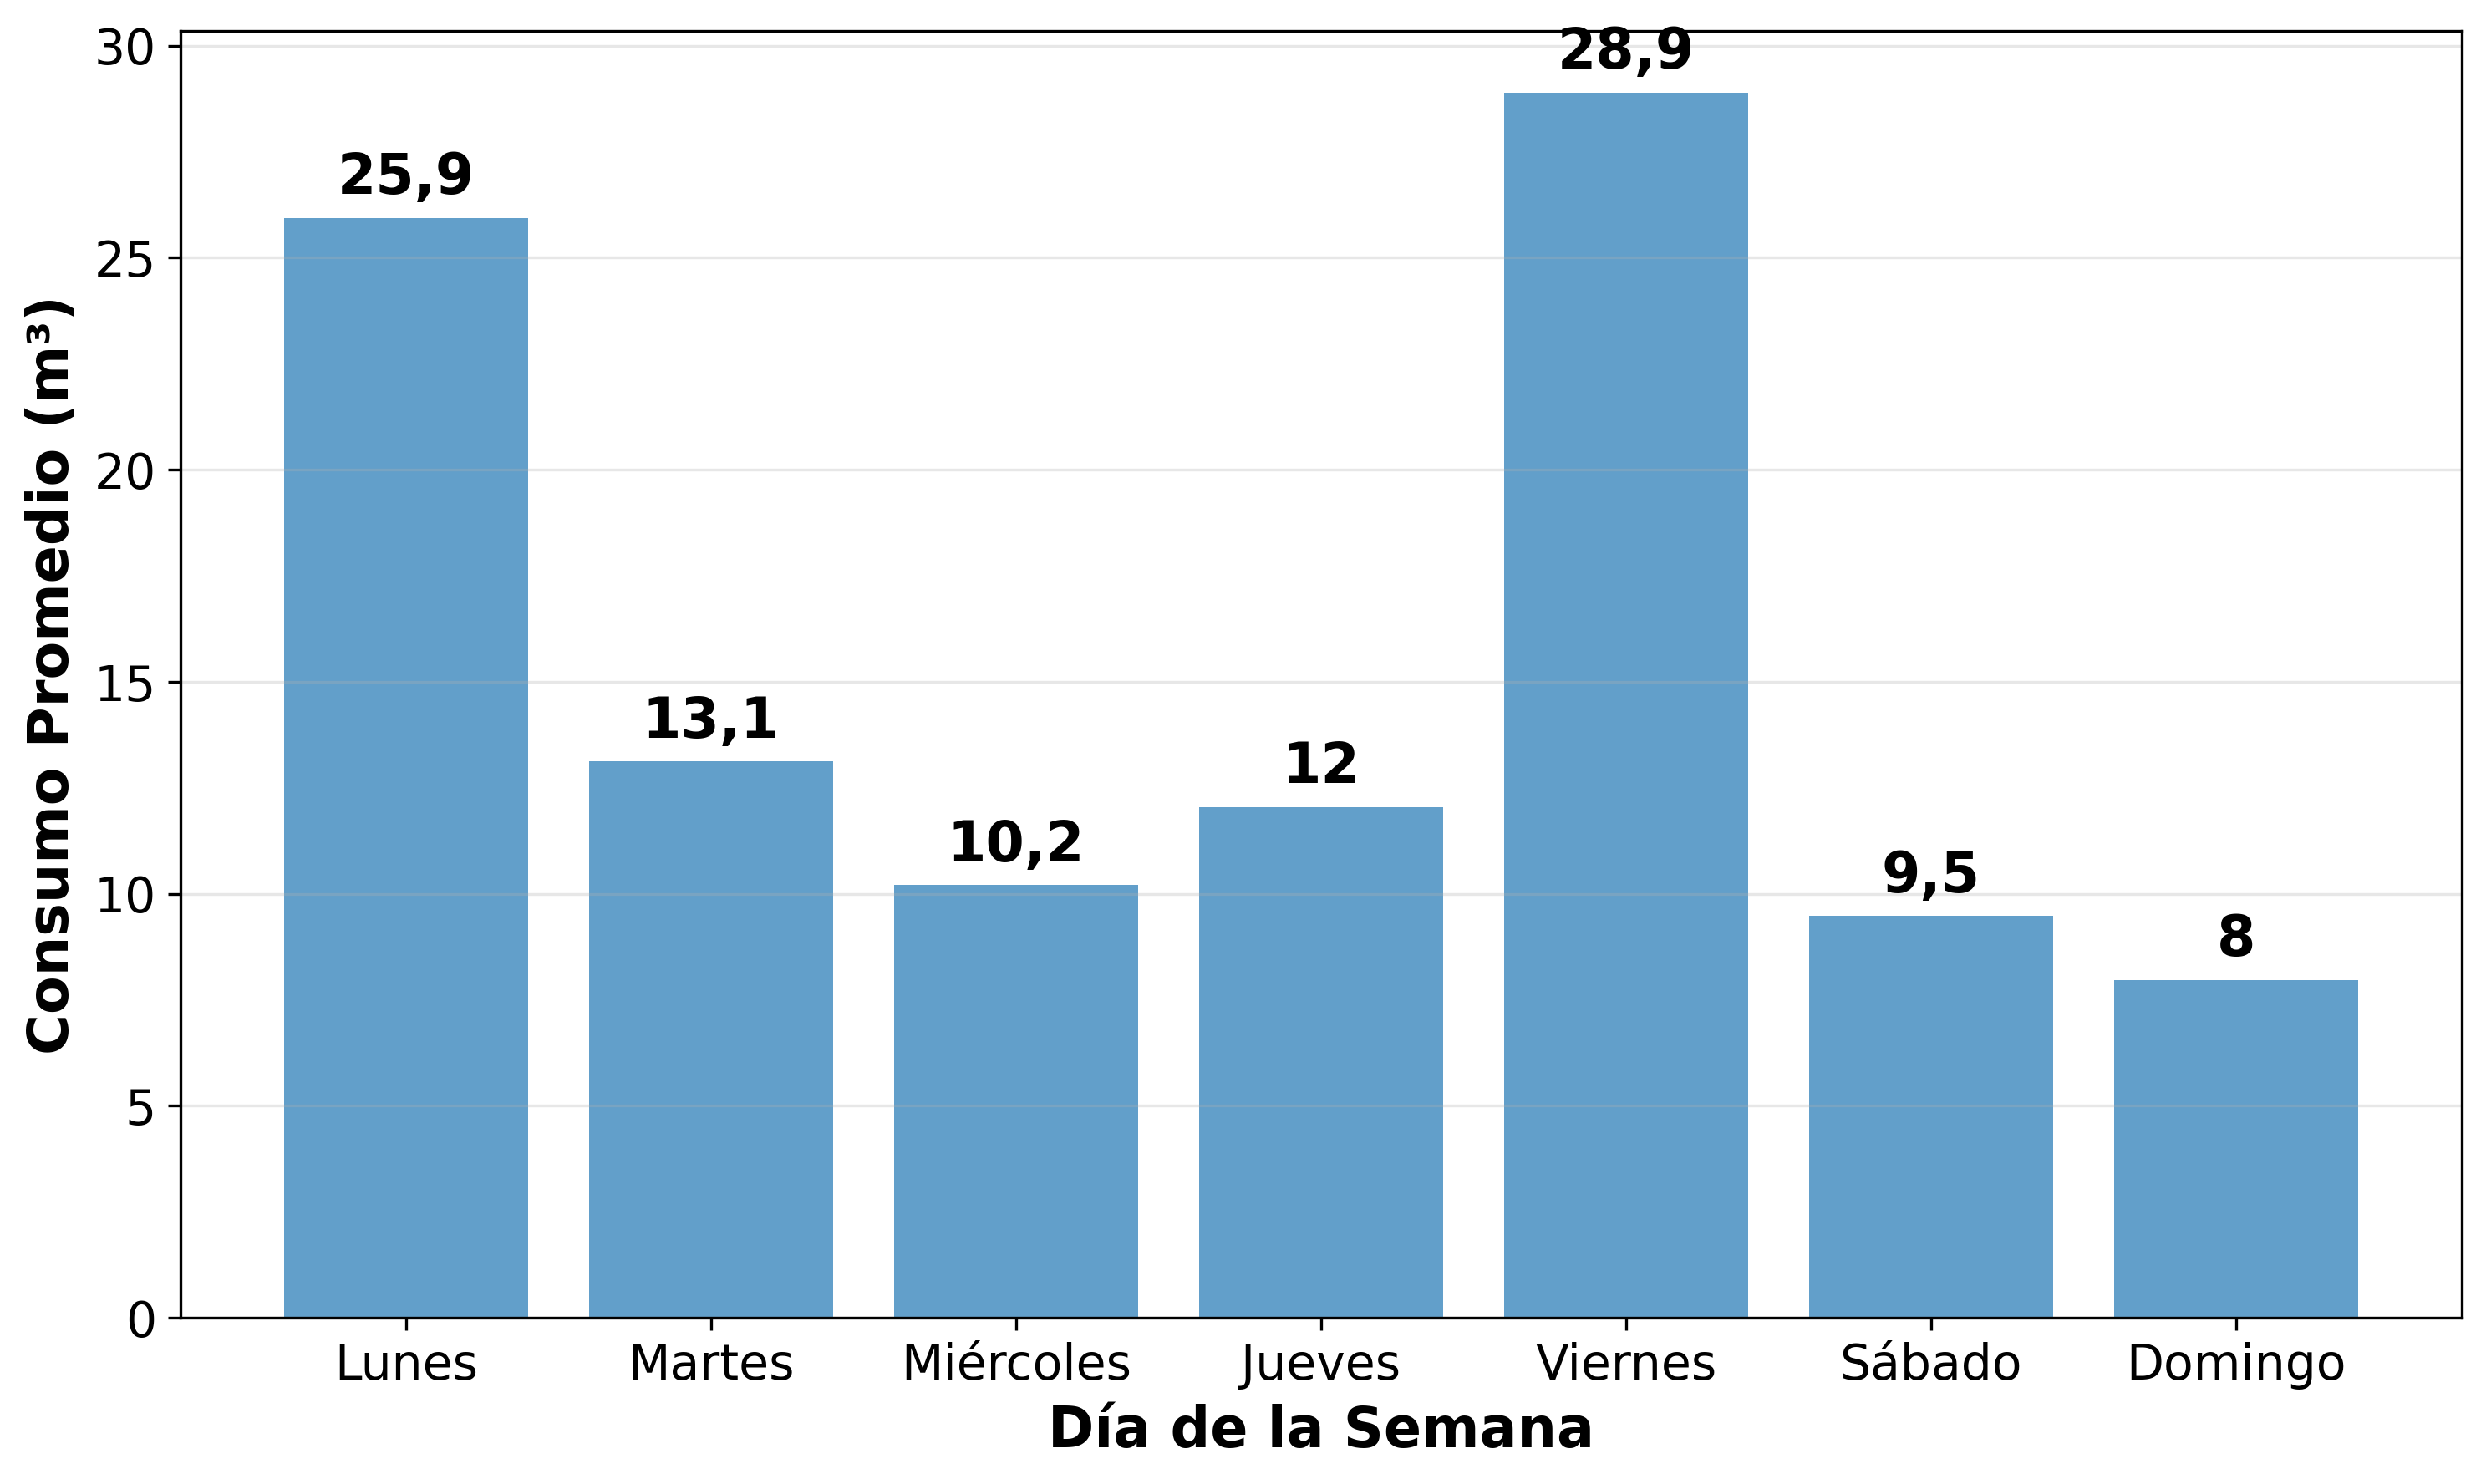 Consumo Promedio (m³)
30
25
20
15
10
5
0
25,9
13,1
10,2
12
28,9
9,5
8
Lunes
Martes
Miércoles
Jueves
Viernes
Sábado
Domingo
Día de la Semana